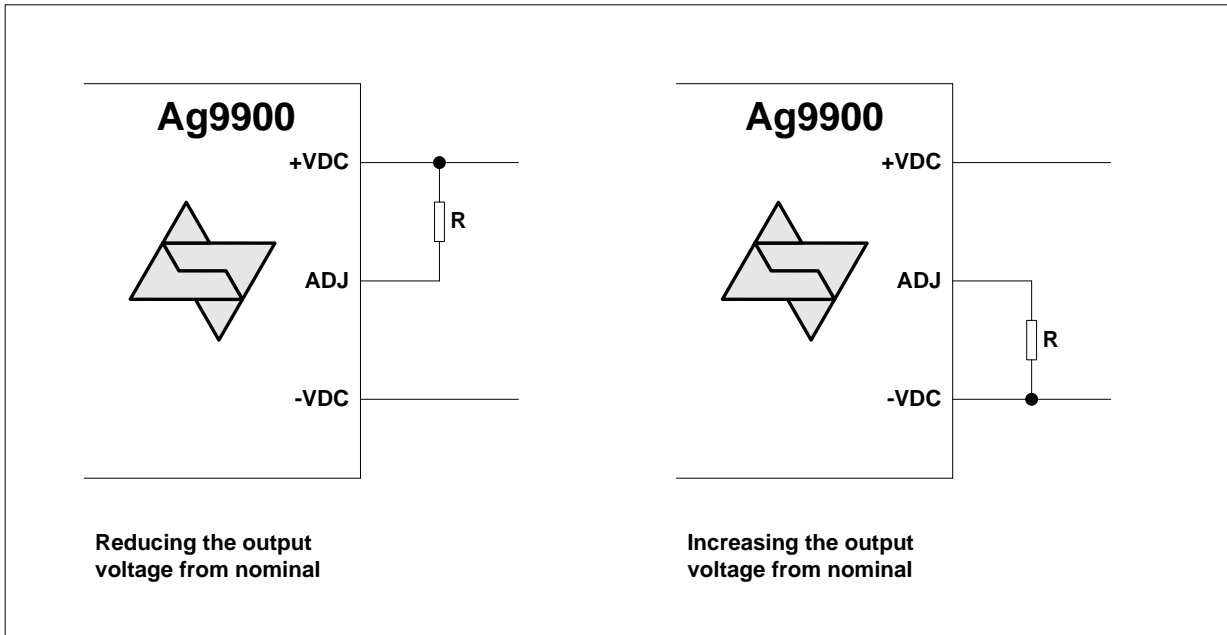 Ag9900
+VDC
R
ADJ
-VDC
Reducing the output
voltage from nominal
Ag9900
+VDC
ADJ
R
-VDC
Increasing the output
voltage from nominal